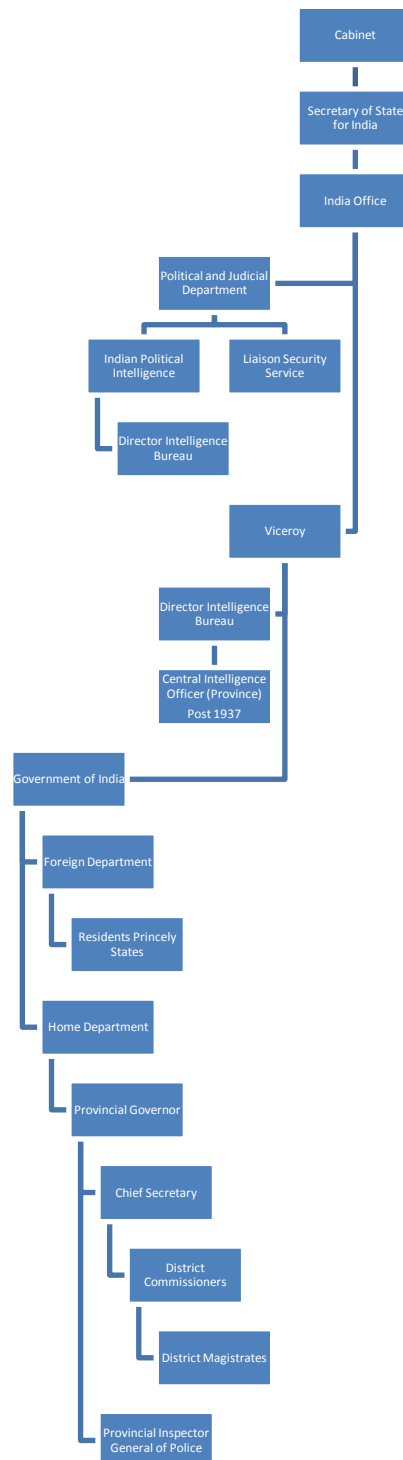 Cabinet
Secretary of State
for India
India Office
Political and Judicial
Department
Indian Political
Intelligence
Liaison Security
Service
Director Intelligence
Bureau
Viceroy
Director Intelligence
Bureau
Central Intelligence
Officer (Province)
Post 1937
Government of India
Foreign Department
Residents Princely
States
Home Department
Provincial Governor
Chief Secretary
District
Commissioners
District Magistrates
Provincial Inspector
General of Police